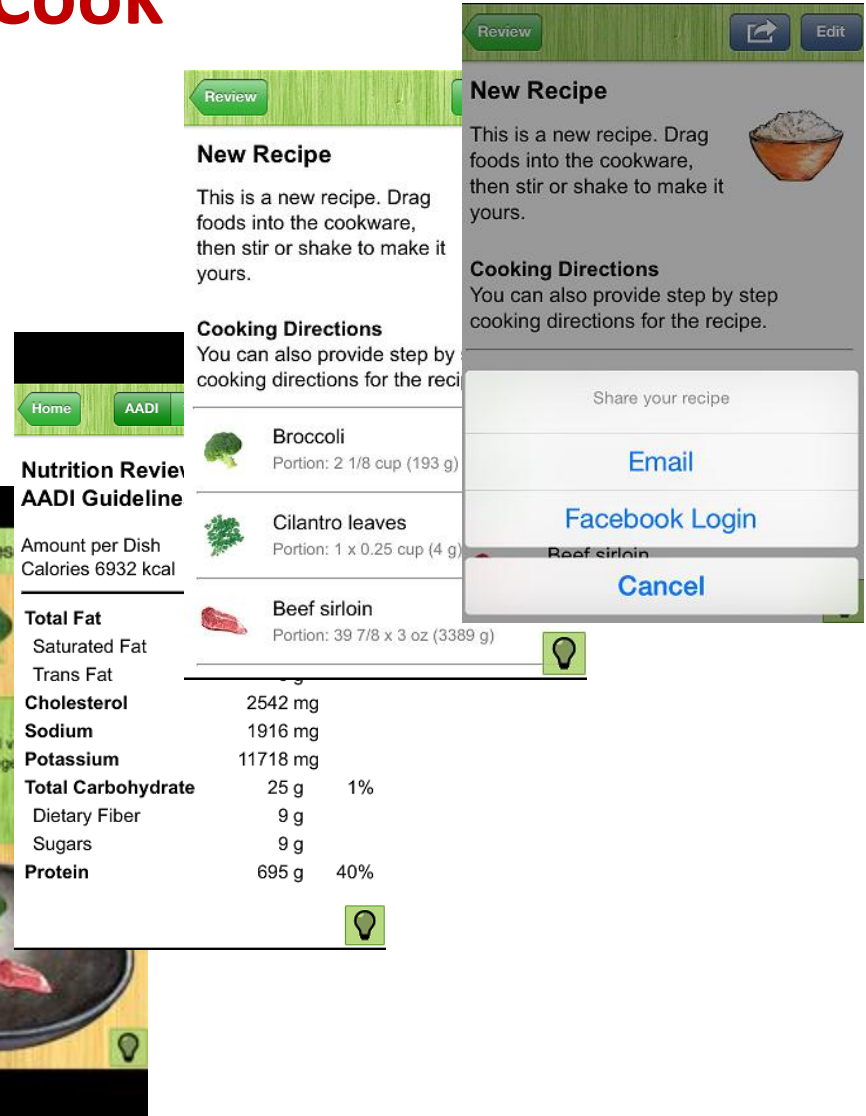 COOK
Review
Edit
New Recipe
This is a new recipe. Drag
foods into the cookware,
then stir or shake to make it
yours.
Cooking Directions
You can also provide step by step
cooking directions for the recipe.
Share your recipe
Email
Facebook Login
Beef sirloin
Cancel
Review
New Recipe
This is a new recipe. Drag
foods into the cookware,
then stir or shake to make it
yours.
Cooking Directions
You can also provide step by
cooking directions for the reci
Broccoli
Portion: 2 1/8 cup (193 g)
Cilantro leaves
Portion: 1 x 0.25 cup (4 g)
Beef sirloin
Portion: 39 7/8 x 3 oz (3389 g)
Home
AADI
Nutrition Review
AADI Guideline
Amount per Dish
Calories 6932 kcal
Total Fat
Saturated Fat
Trans Fat
Cholesterol 2542 mg
Sodium 1916 mg
Potassium 11718 mg
Total Carbohydrate 25 g 1%
Dietary Fiber 9 g
Sugars 9 g
Protein 695 g 40%